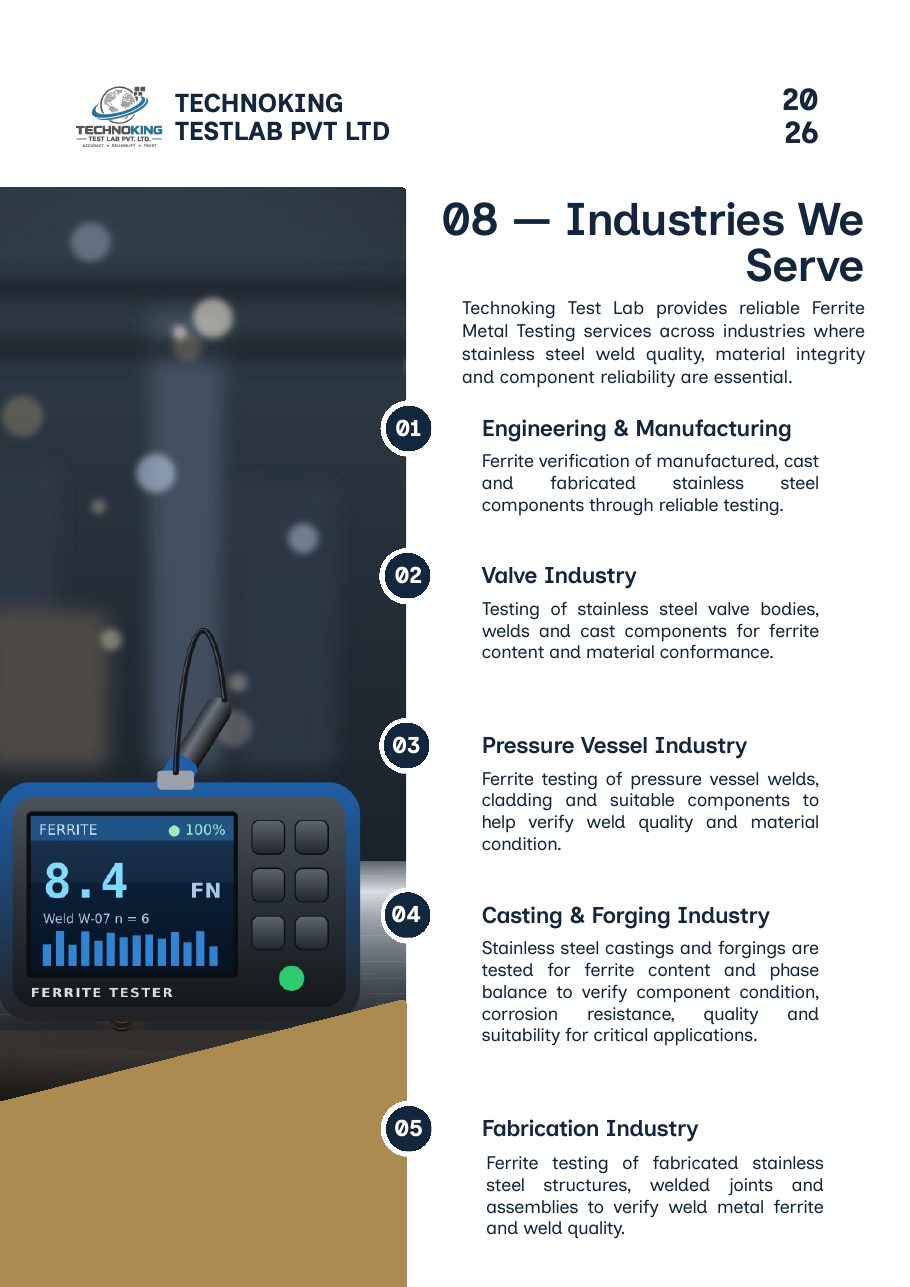 TECHNOKING
TEST LAB PVT. LTD.
ACCURACY • RELIABILITY • TRUST
TECHNOKING
TESTLAB PVT LTD
20
26
08 — Industries We
Serve
Technoking Test Lab provides reliable Ferrite
Metal Testing services across industries where
stainless steel weld quality, material integrity
and component reliability are essential.
01
Engineering & Manufacturing
Ferrite verification of manufactured, cast
and fabricated stainless steel
components through reliable testing.
02
Valve Industry
Testing of stainless steel valve bodies,
welds and cast components for ferrite
content and material conformance.
03
Pressure Vessel Industry
Ferrite testing of pressure vessel welds,
cladding and suitable components to
help verify weld quality and material
condition.
FERRITE 100%
8.4 FN
Weld W-07 n = 6
FERRITE TESTER
04
Casting & Forging Industry
Stainless steel castings and forgings are
tested for ferrite content and phase
balance to verify component condition,
corrosion resistance, quality and
suitability for critical applications.
05
Fabrication Industry
Ferrite testing of fabricated stainless
steel structures, welded joints and
assemblies to verify weld metal ferrite
and weld quality.